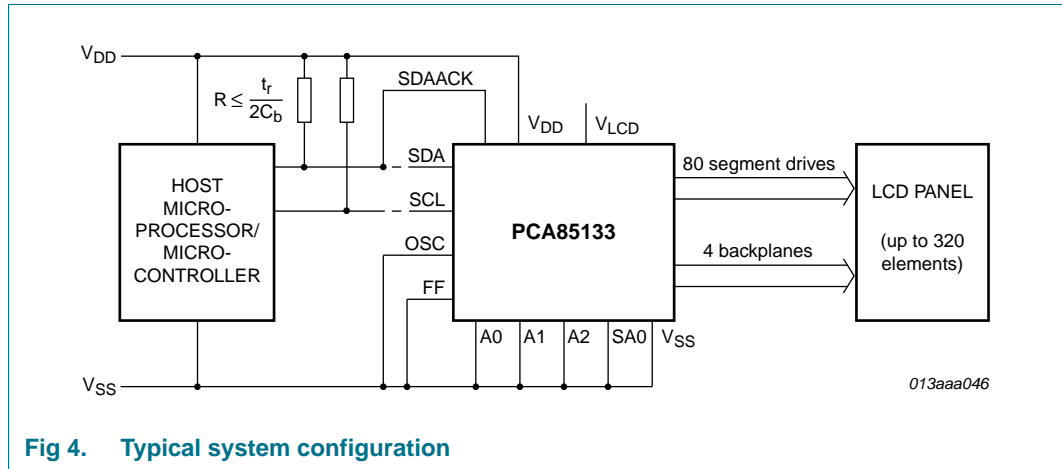 VDD
R ≤ tr
2Cb
SDAACK
VDD
VLCD
HOST
MICRO-
PROCESSOR/
MICRO-
CONTROLLER
SDA
SCL
OSC
FF
PCA85133
80 segment drives
4 backplanes
LCD PANEL
(up to 320
elements)
A0
A1
A2
SA0
VSS
VSS
013aaa046
Fig 4. Typical system configuration